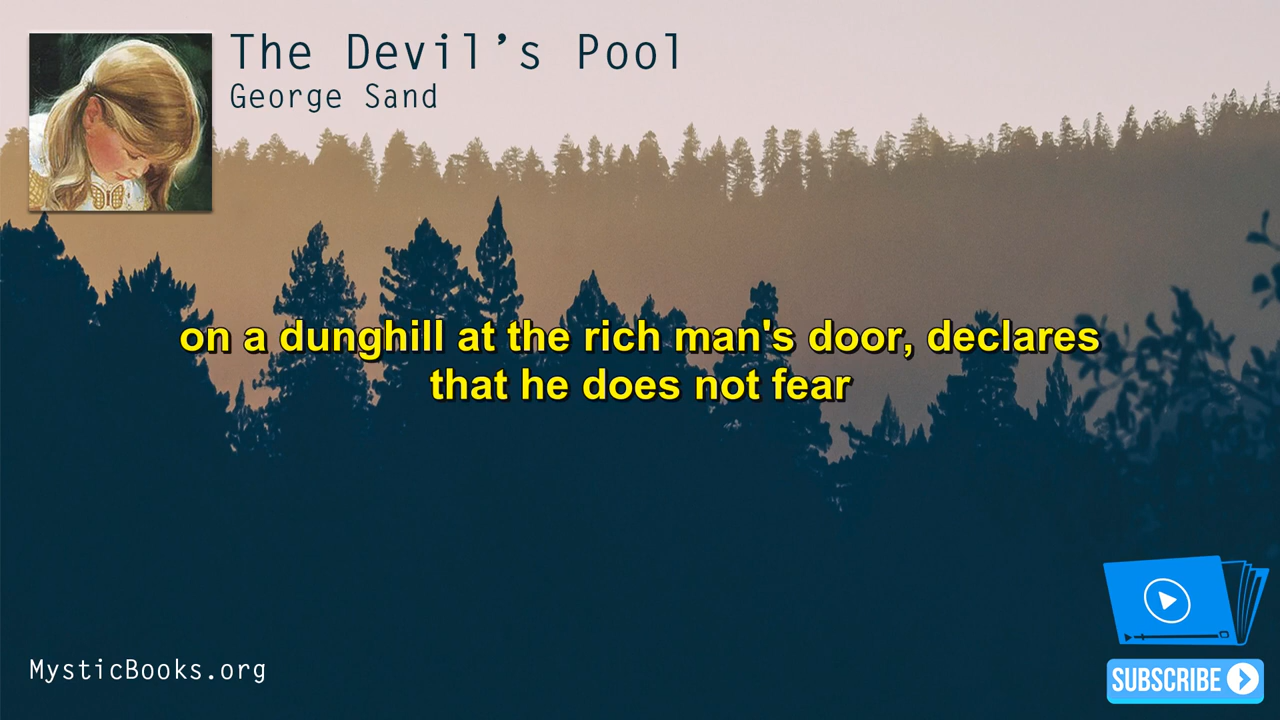 The Devil's Pool
George Sand
on a dunghill at the rich man's door, declares
that he does not fear
MysticBooks.org
SUBSCRIBE